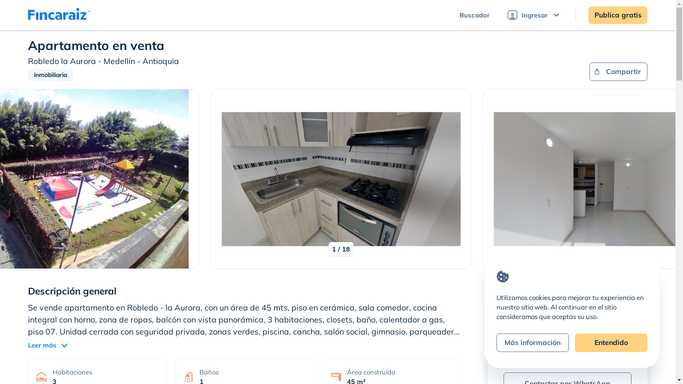 Fincaraiz
Buscador
Ingresar
Publica gratis
Apartamento en venta
Robledo la Aurora - Medellín - Antioquia
Inmobiliaria
Compartir
1 / 18
Descripción general
Se vende apartamento en Robledo - la Aurora, con un área de 45 mts, piso en cerámica, sala comedor, cocina
integral con horno, zona de ropas, balcón con vista panorámica, 3 habitaciones, closets, baño, calentador a gas,
piso 07. Unidad cerrada con seguridad privada, zonas verdes, piscina, cancha, salón social, gimnasio, parqueader...
Leer más
Habitaciones
3
Baños
1
Área construida
45 m²
Utilizamos cookies para mejorar tu experiencia en
nuestro sitio web. Al continuar en el sitio
consideramos que aceptas su uso.
Más información
Entendido
Contactar por WhatsApp